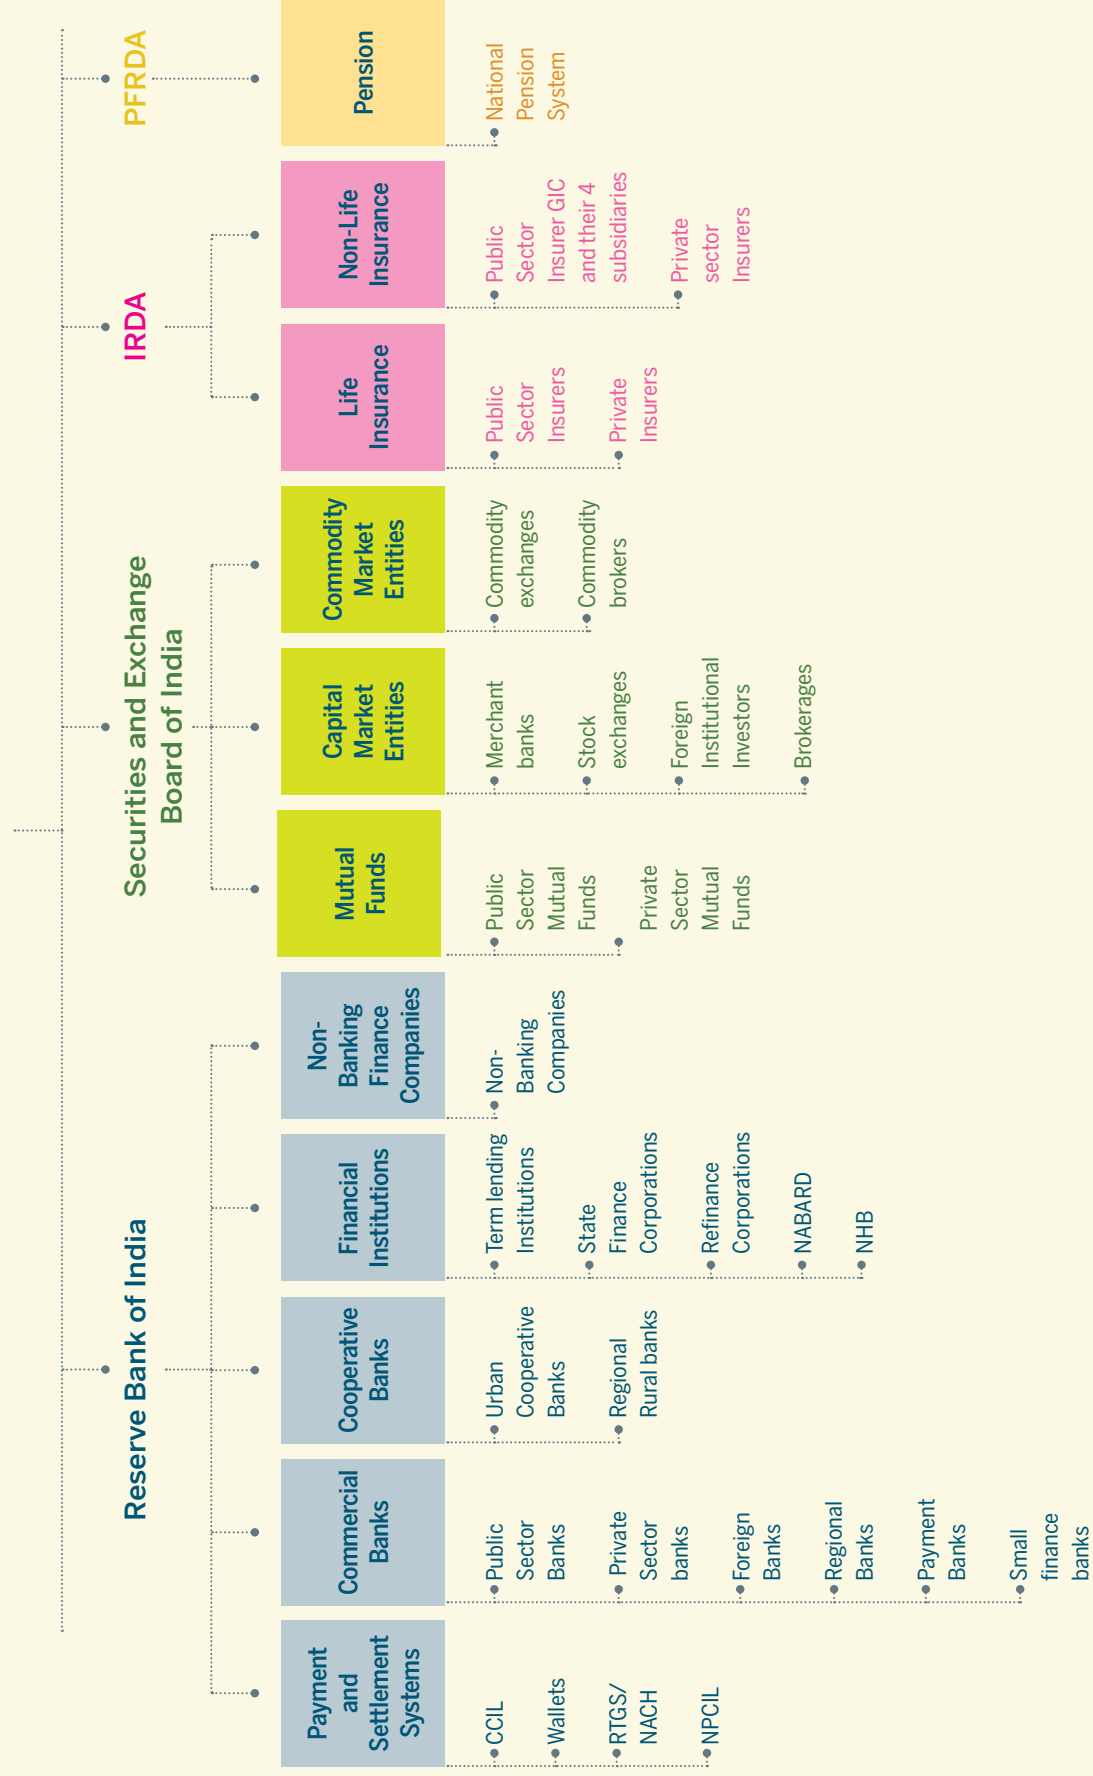 Reserve Bank of India
Securities and Exchange
Board of India
IRDA
PFRDA
Payment
and
Settlement
Systems
CCIL
Wallets
RTGS/
NACH
NPCIL
Commercial
Banks
Public
Sector
Banks
Private
Sector
banks
Foreign
Banks
Regional
Banks
Payment
Banks
Small
finance
banks
Cooperative
Banks
Urban
Cooperative
Banks
Regional
Rural banks
Financial
Institutions
Term lending
Institutions
State
Finance
Corporations
Refinance
Corporations
NABARD
NHB
Non-
Banking
Finance
Companies
Non-
Banking
Companies
Mutual
Funds
Public
Sector
Mutual
Funds
Private
Sector
Mutual
Funds
Capital
Market
Entities
Merchant
banks
Stock
exchanges
Foreign
Institutional
Investors
Brokerages
Commodity
Market
Entities
Commodity
exchanges
Commodity
brokers
Life
Insurance
Public
Sector
Insurers
Private
Insurers
Non-Life
Insurance
Public
Sector
Insurer GIC
and their 4
subsidiaries
Private
sector
Insurers
Pension
National
Pension
System